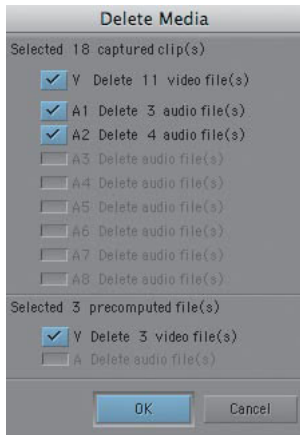 Delete Media
Selected 18 captured clip(s)
V Delete 11 video file(s)
A1 Delete 3 audio file(s)
A2 Delete 4 audio file(s)
A3 Delete audio file(s)
A4 Delete audio file(s)
A5 Delete audio file(s)
A6 Delete audio file(s)
A7 Delete audio file(s)
A8 Delete audio file(s)
Selected 3 precomputed file(s)
V Delete 3 video file(s)
A Delete audio file(s)
OK Cancel